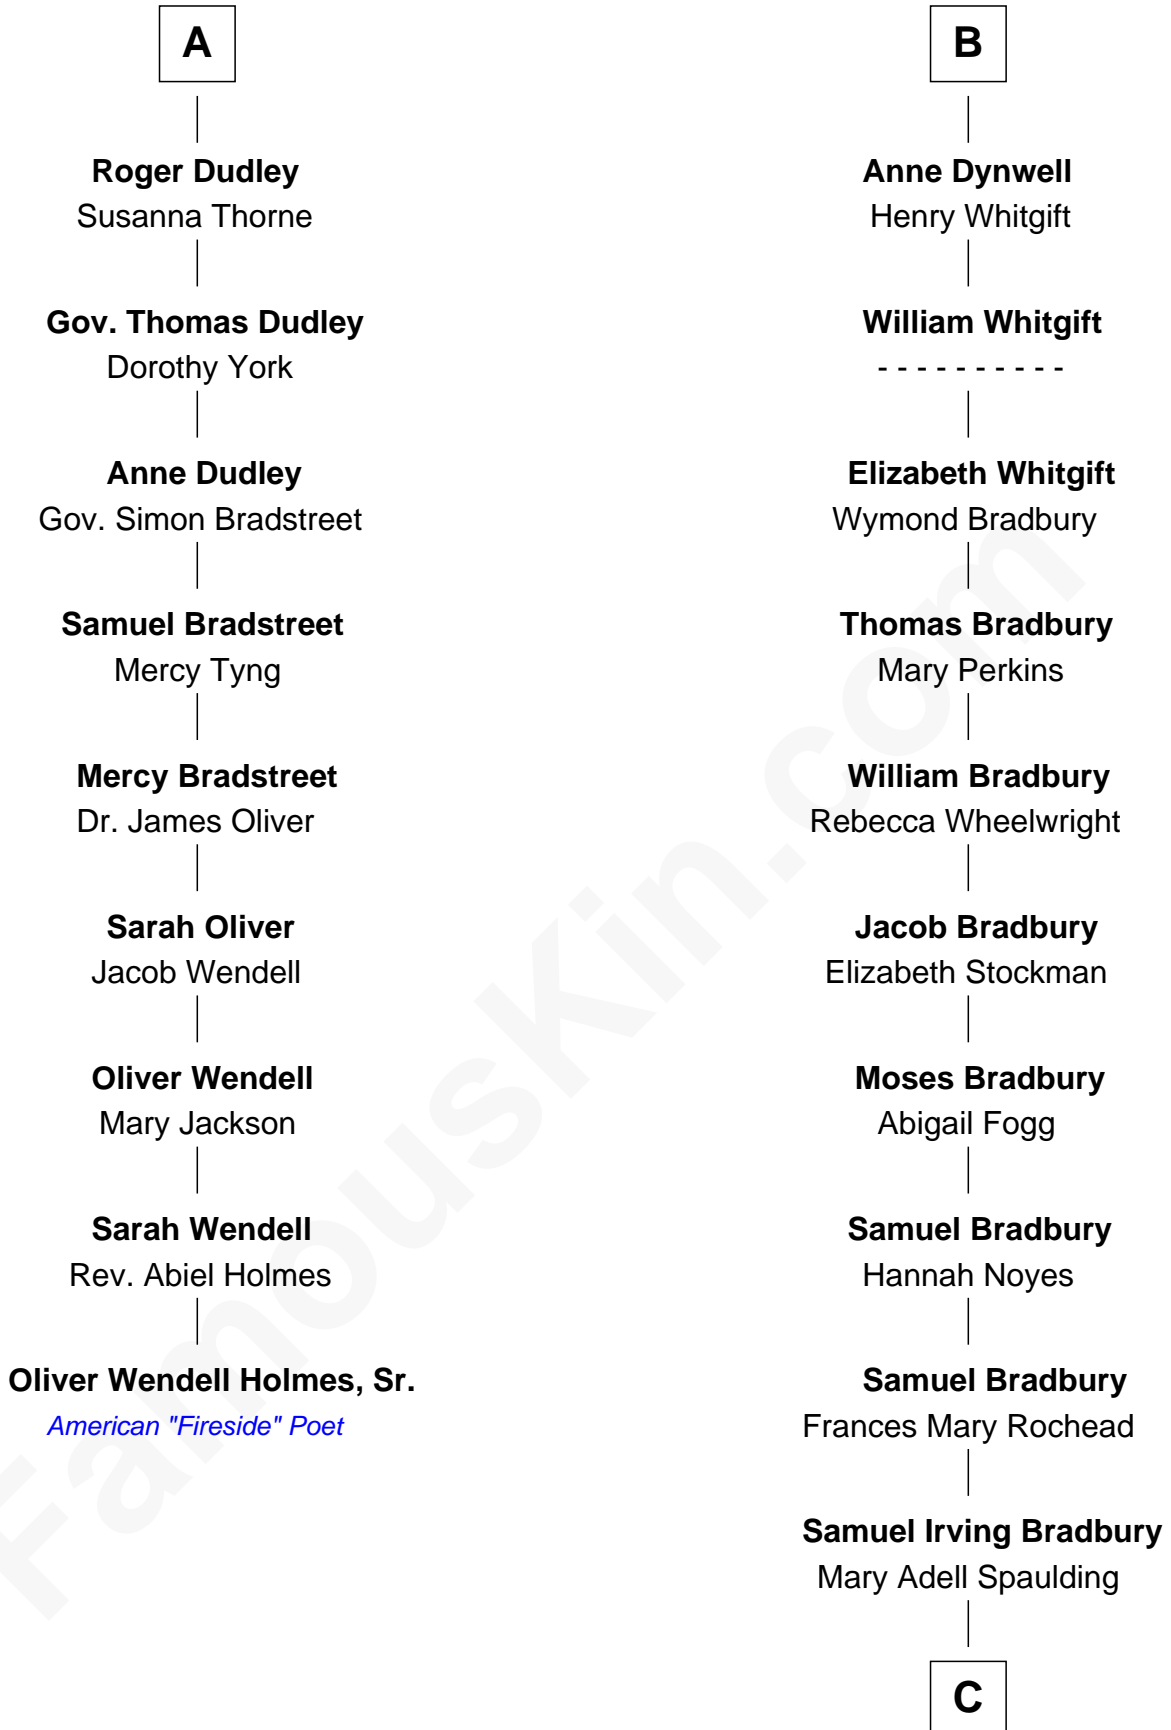 A
Roger Dudley
Susanna Thorne
Gov. Thomas Dudley
Dorothy York
Anne Dudley
Gov. Simon Bradstreet
Samuel Bradstreet
Mercy Tyng
Mercy Bradstreet
Dr. James Oliver
Sarah Oliver
Jacob Wendell
Oliver Wendell
Mary Jackson
Sarah Wendell
Rev. Abiel Holmes
Oliver Wendell Holmes, Sr.
American "Fireside" Poet
B
Anne Dynwell
Henry Whitgift
William Whitgift
- - - - - - - - - -
Elizabeth Whitgift
Wymond Bradbury
Thomas Bradbury
Mary Perkins
William Bradbury
Rebecca Wheelwright
Jacob Bradbury
Elizabeth Stockman
Moses Bradbury
Abigail Fogg
Samuel Bradbury
Hannah Noyes
Samuel Bradbury
Frances Mary Rochead
Samuel Irving Bradbury
Mary Adell Spaulding
C
FamousKin.com